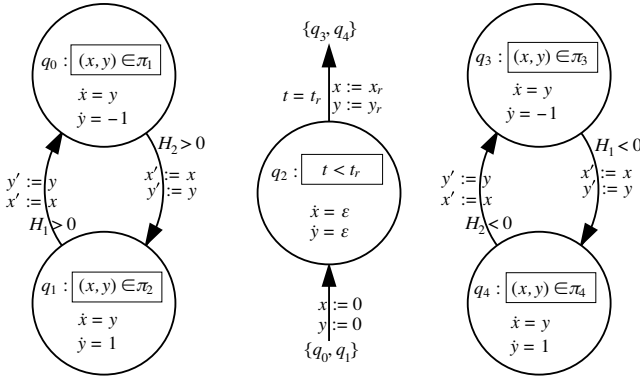 q₀ : (x, y) ∈ π₁
ẋ = y
ẏ = −1
H₂ > 0
x′ := x
y′ := y
y′ := y
x′ := x
H₁ > 0
q₁ : (x, y) ∈ π₂
ẋ = y
ẏ = 1
{q₃, q₄}
t = tᵣ
x := xᵣ
y := yᵣ
q₂ : t < tᵣ
ẋ = ε
ẏ = ε
x := 0
y := 0
{q₀, q₁}
q₃ : (x, y) ∈ π₃
ẋ = y
ẏ = −1
H₁ < 0
x′ := x
y′ := y
y′ := y
x′ := x
H₂ < 0
q₄ : (x, y) ∈ π₄
ẋ = y
ẏ = 1